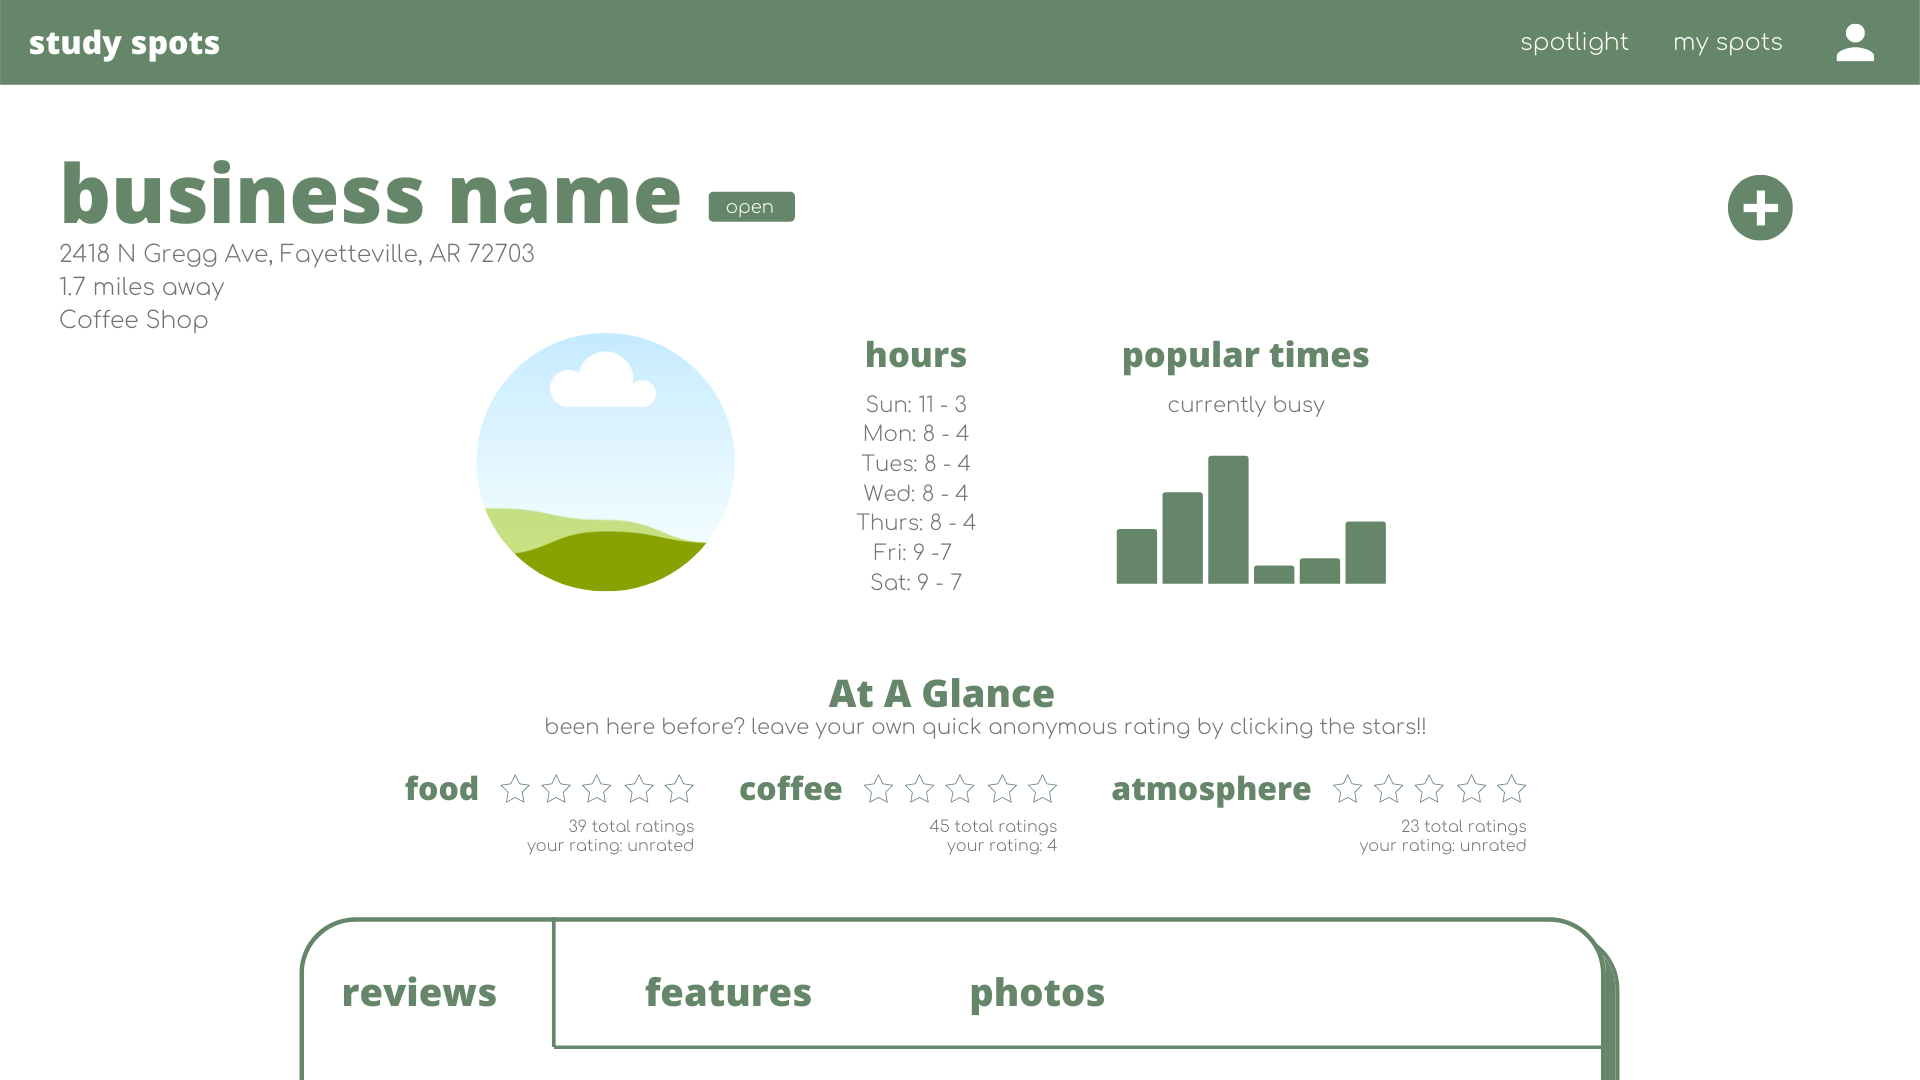 study spots
spotlight
my spots
business name
open
2418 N Gregg Ave, Fayetteville, AR 72703
1.7 miles away
Coffee Shop
hours
Sun: 11 - 3
Mon: 8 - 4
Tues: 8 - 4
Wed: 8 - 4
Thurs: 8 - 4
Fri: 9 -7
Sat: 9 - 7
popular times
currently busy
At A Glance
been here before? leave your own quick anonymous rating by clicking the stars!!
food
39 total ratings
your rating: unrated
coffee
45 total ratings
your rating: 4
atmosphere
23 total ratings
your rating: unrated
reviews
features
photos